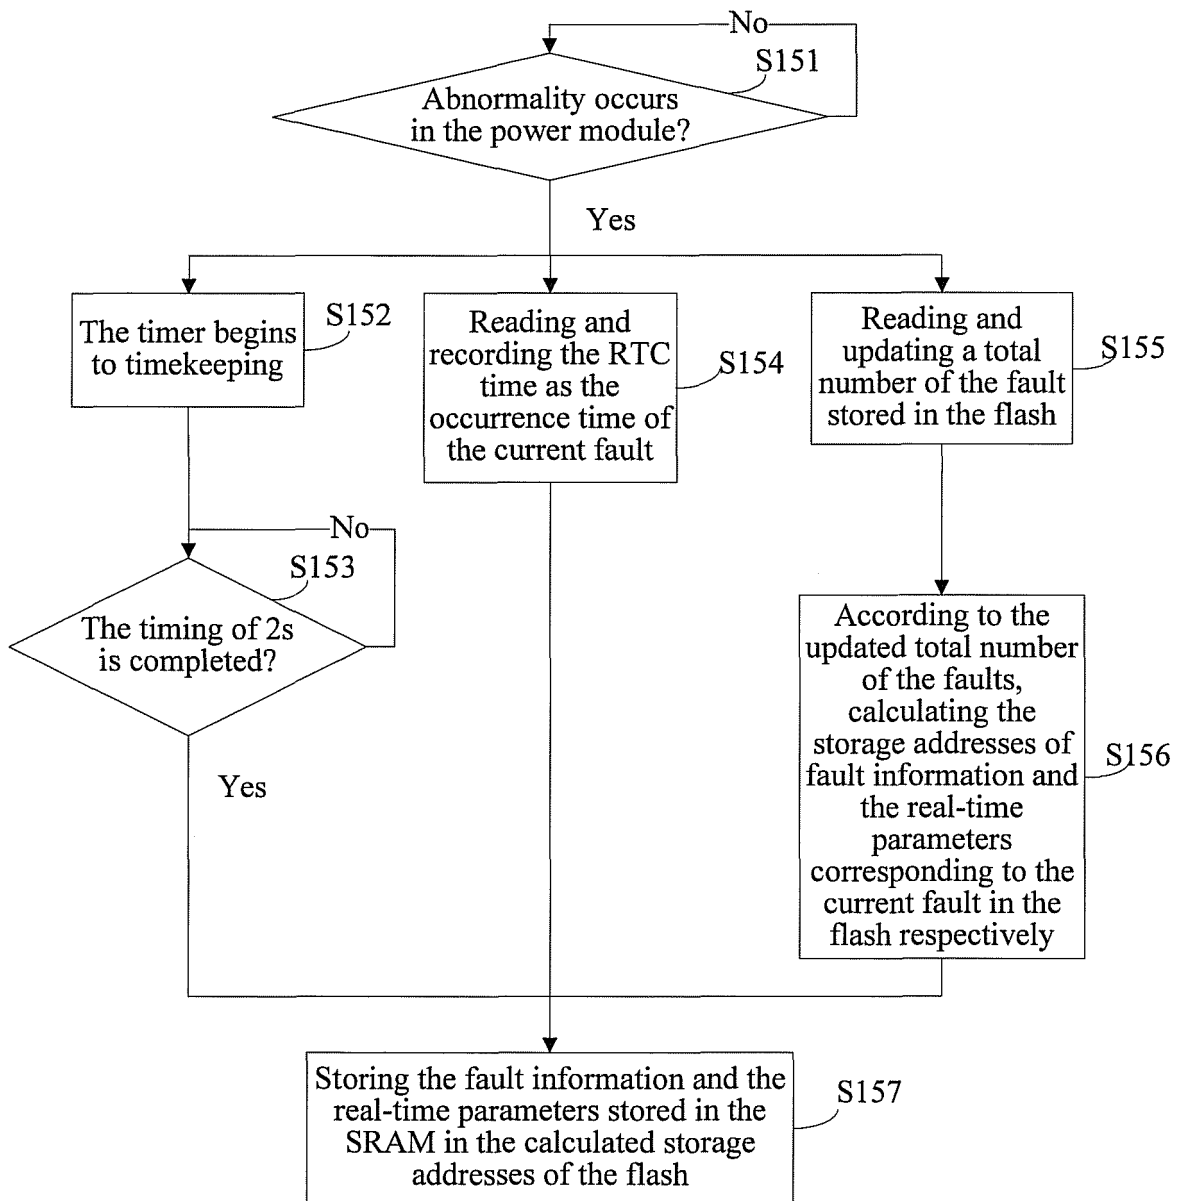 No
S151
Abnormality occurs
in the power module?
Yes
The timer begins
to timekeeping
S152
Reading and
recording the RTC
time as the
occurrence time of
the current fault
S154
Reading and
updating a total
number of the fault
stored in the flash
S155
No
S153
The timing of 2s
is completed?
Yes
According to the
updated total number
of the faults,
calculating the
storage addresses of
fault information and
the real-time
parameters
corresponding to the
current fault in the
flash respectively
S156
Storing the fault information and the
real-time parameters stored in the
SRAM in the calculated storage
addresses of the flash
S157